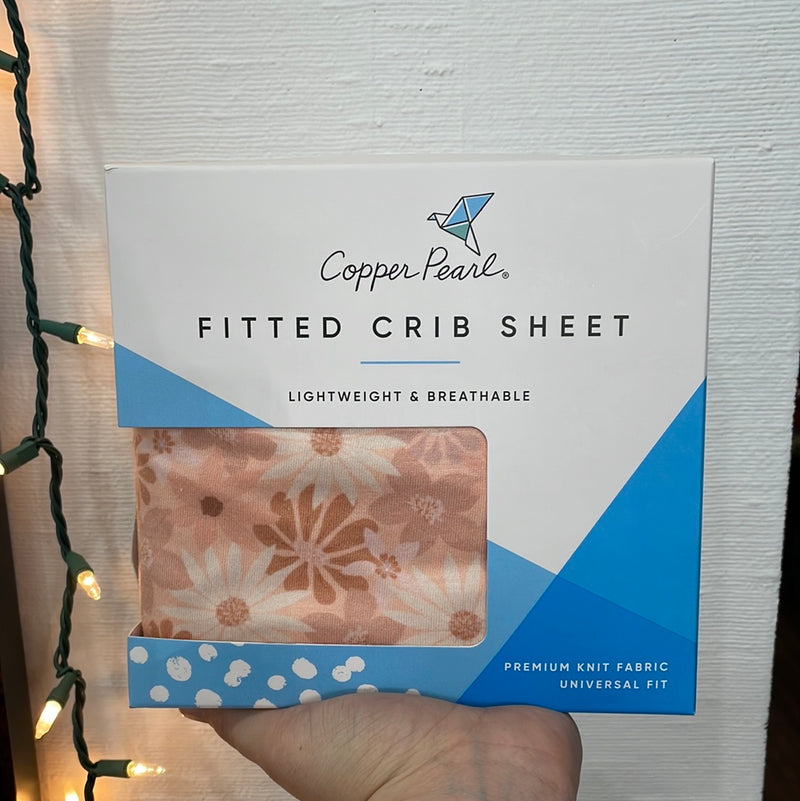 Copper Pearl®
FITTED CRIB SHEET
LIGHTWEIGHT & BREATHABLE
PREMIUM KNIT FABRIC
UNIVERSAL FIT